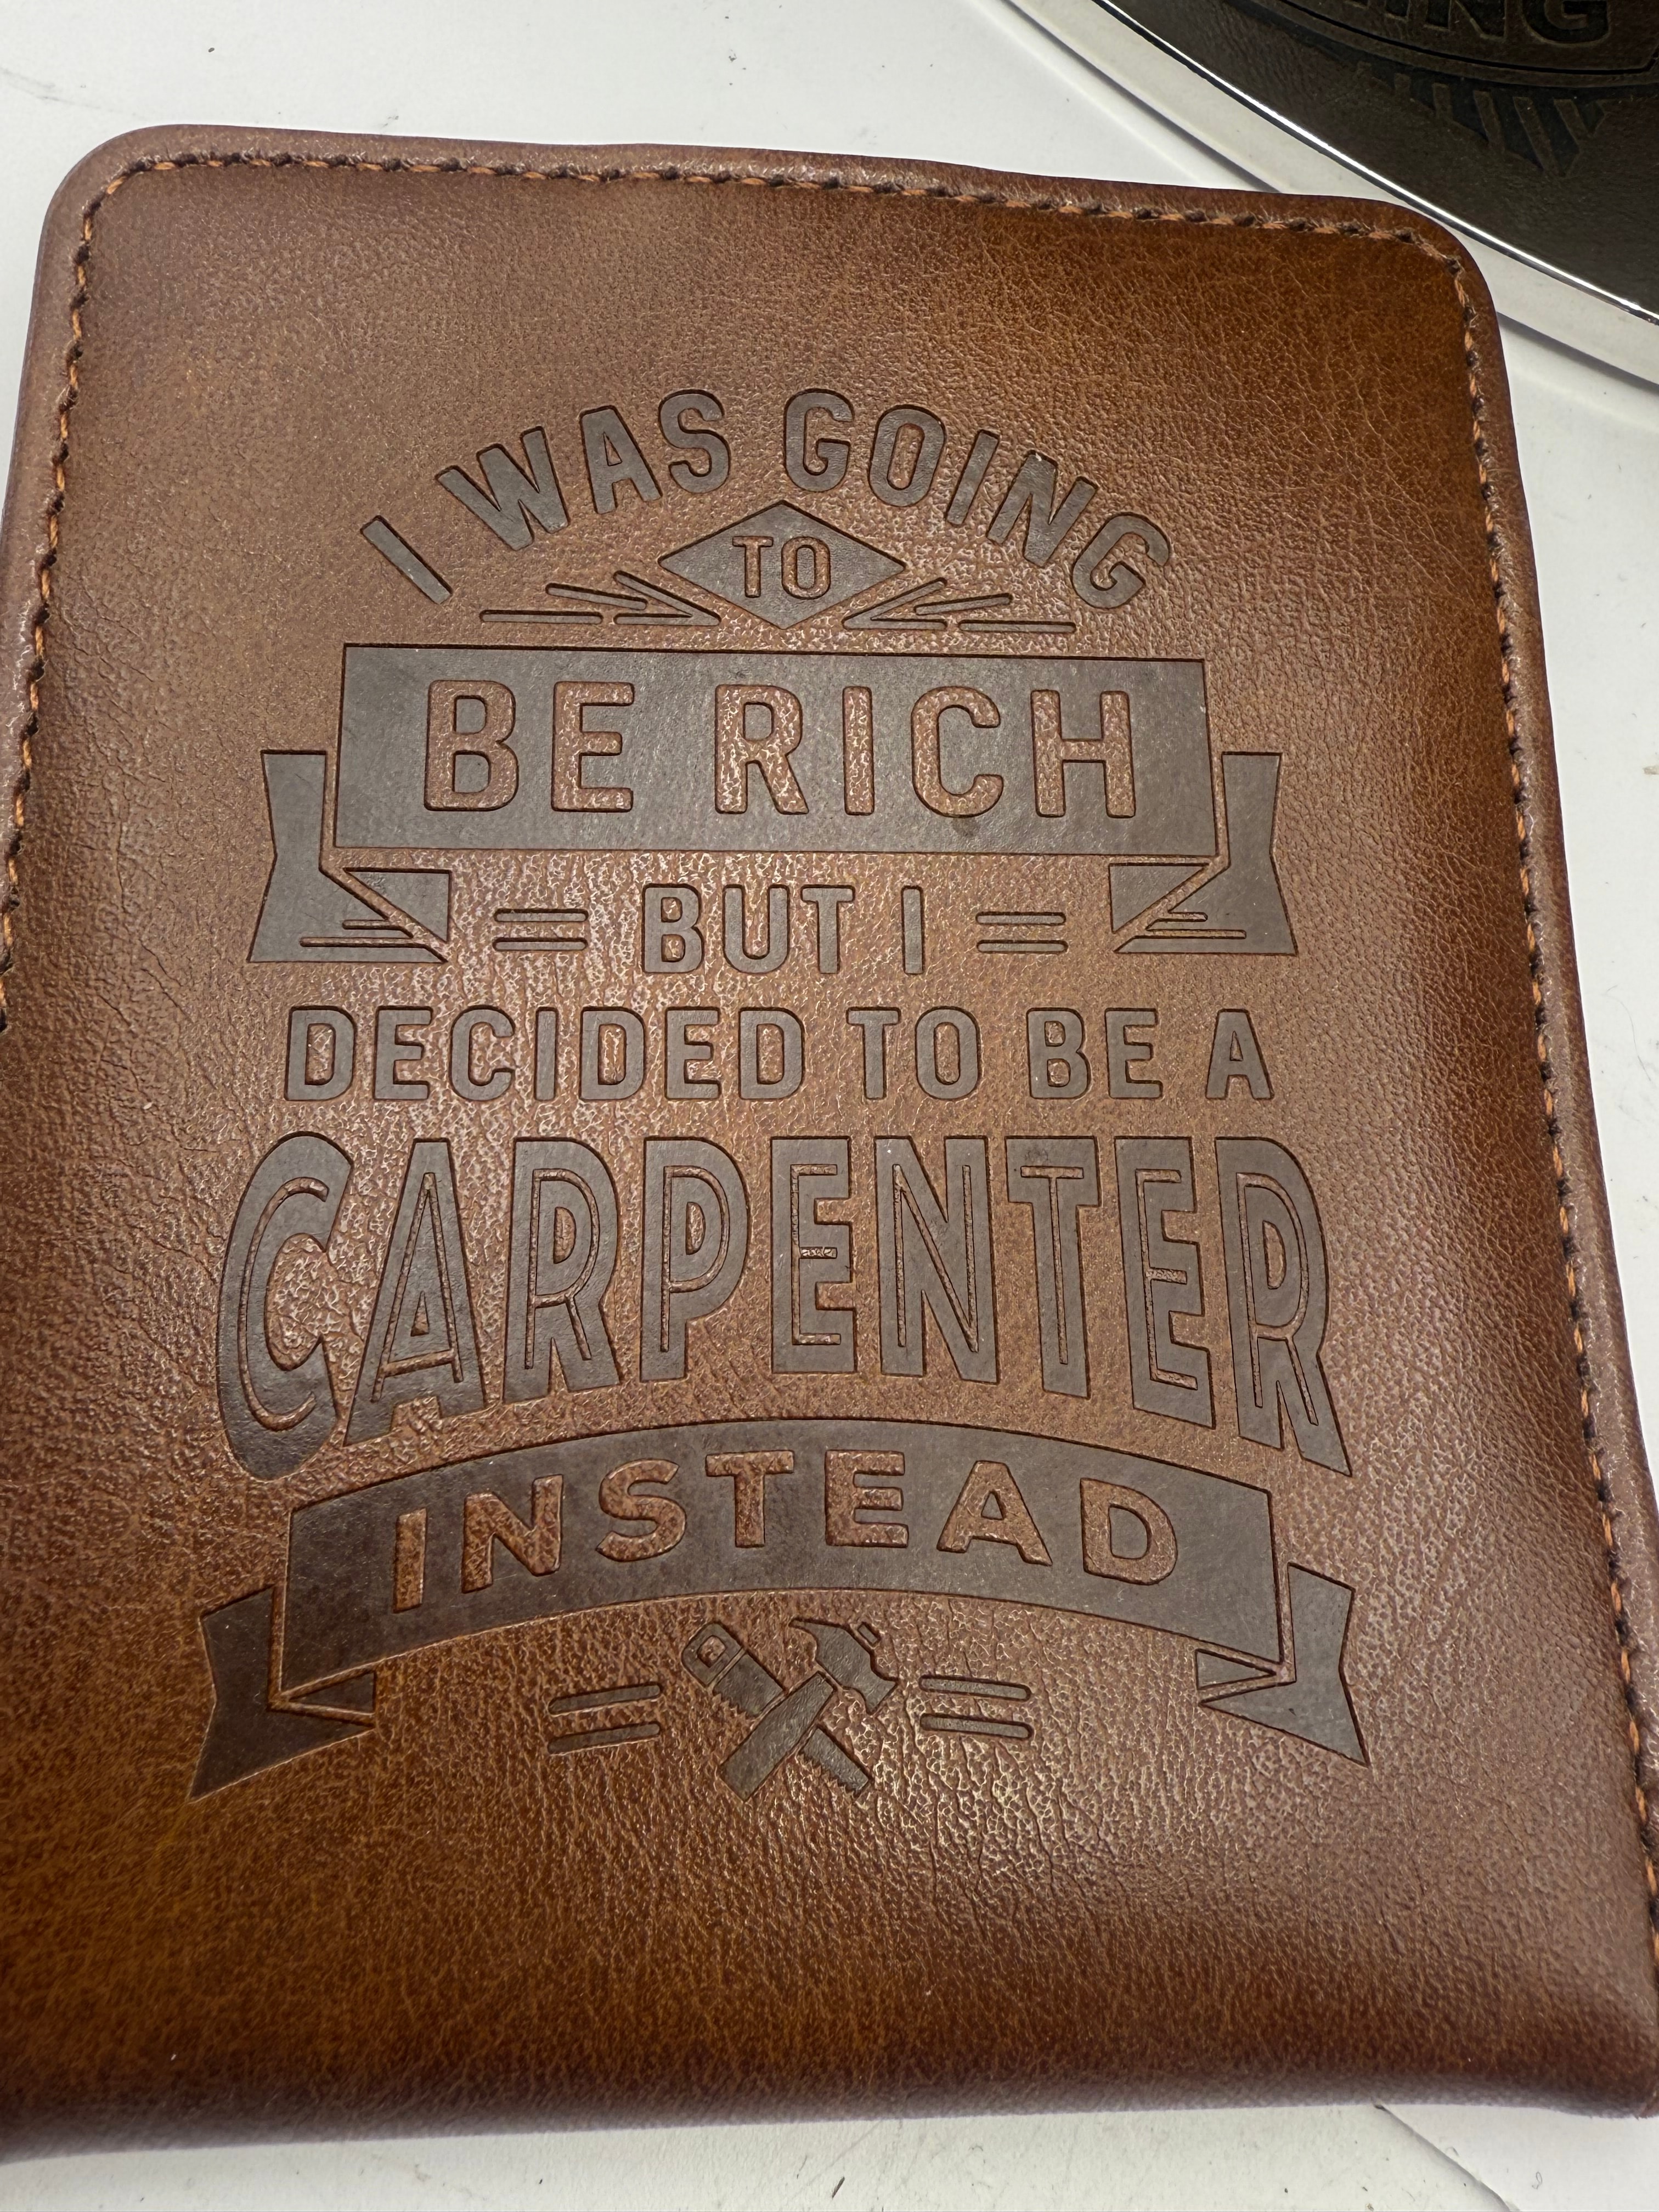 I WAS GOING
TO
BE RICH
BUT I
DECIDED TO BE A
CARPENTER
INSTEAD